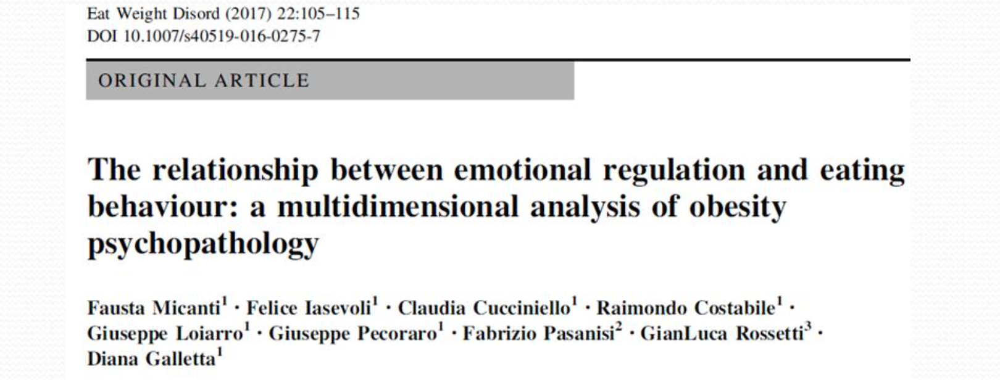 Eat Weight Disord (2017) 22:105–115
DOI 10.1007/s40519-016-0275-7
ORIGINAL ARTICLE
The relationship between emotional regulation and eating
behaviour: a multidimensional analysis of obesity
psychopathology
Fausta Micanti¹ · Felice Iasevoli¹ · Claudia Cucciniello¹ · Raimondo Costabile¹ ·
Giuseppe Loiarro¹ · Giuseppe Pecoraro¹ · Fabrizio Pasanisi² · GianLuca Rossetti³ ·
Diana Galletta¹